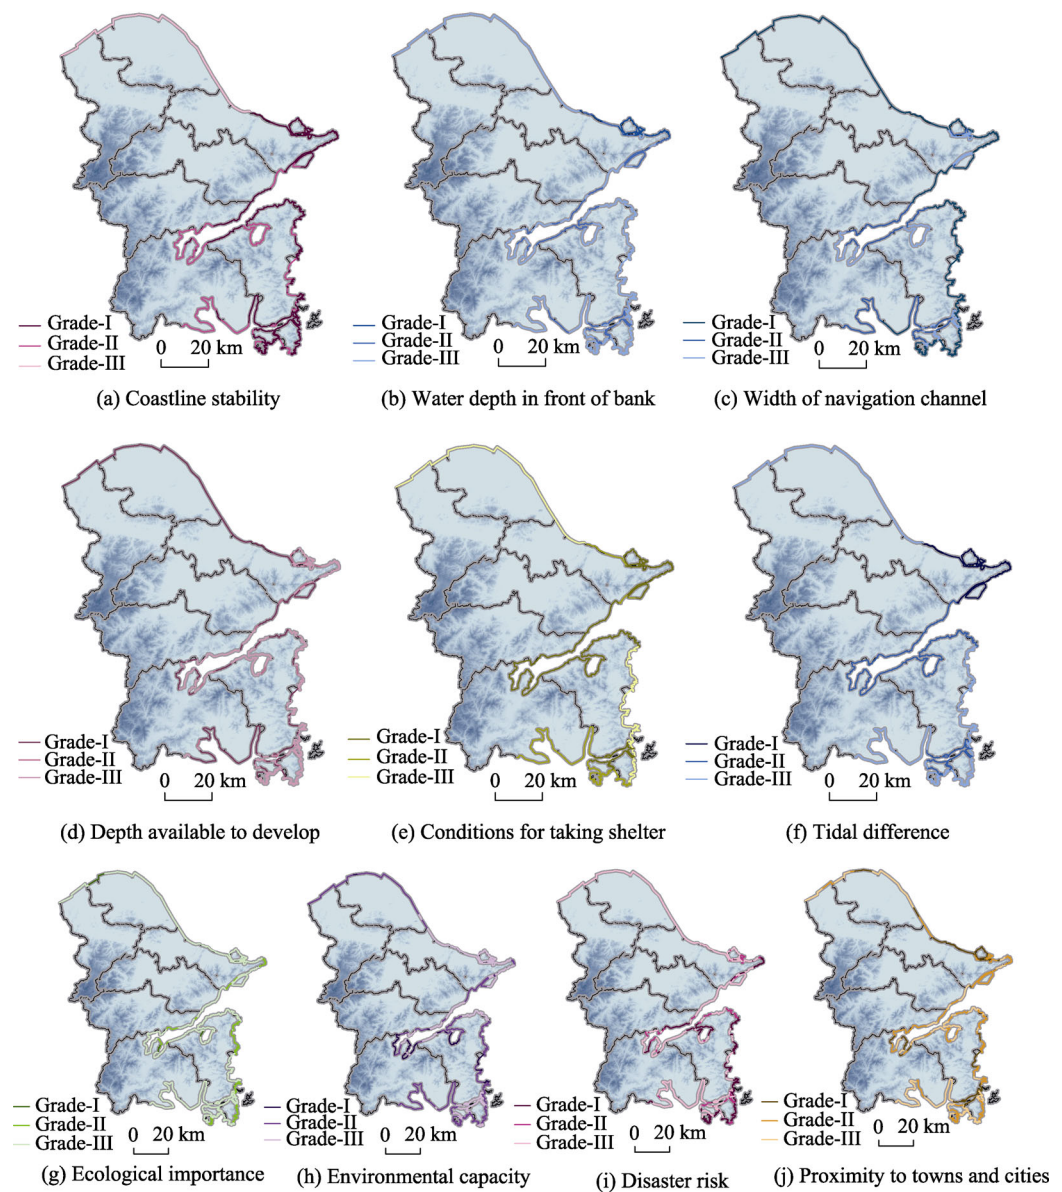 Grade-I
Grade-II
Grade-III
0 20 km
(a) Coastline stability
Grade-I
Grade-II
Grade-III
0 20 km
(b) Water depth in front of bank
Grade-I
Grade-II
Grade-III
0 20 km
(c) Width of navigation channel
Grade-I
Grade-II
Grade-III
0 20 km
(d) Depth available to develop
Grade-I
Grade-II
Grade-III
0 20 km
(e) Conditions for taking shelter
Grade-I
Grade-II
Grade-III
0 20 km
(f) Tidal difference
Grade-I
Grade-II
Grade-III
0 20 km
(g) Ecological importance
Grade-I
Grade-II
Grade-III
0 20 km
(h) Environmental capacity
Grade-I
Grade-II
Grade-III
0 20 km
(i) Disaster risk
Grade-I
Grade-II
Grade-III
0 20 km
(j) Proximity to towns and cities